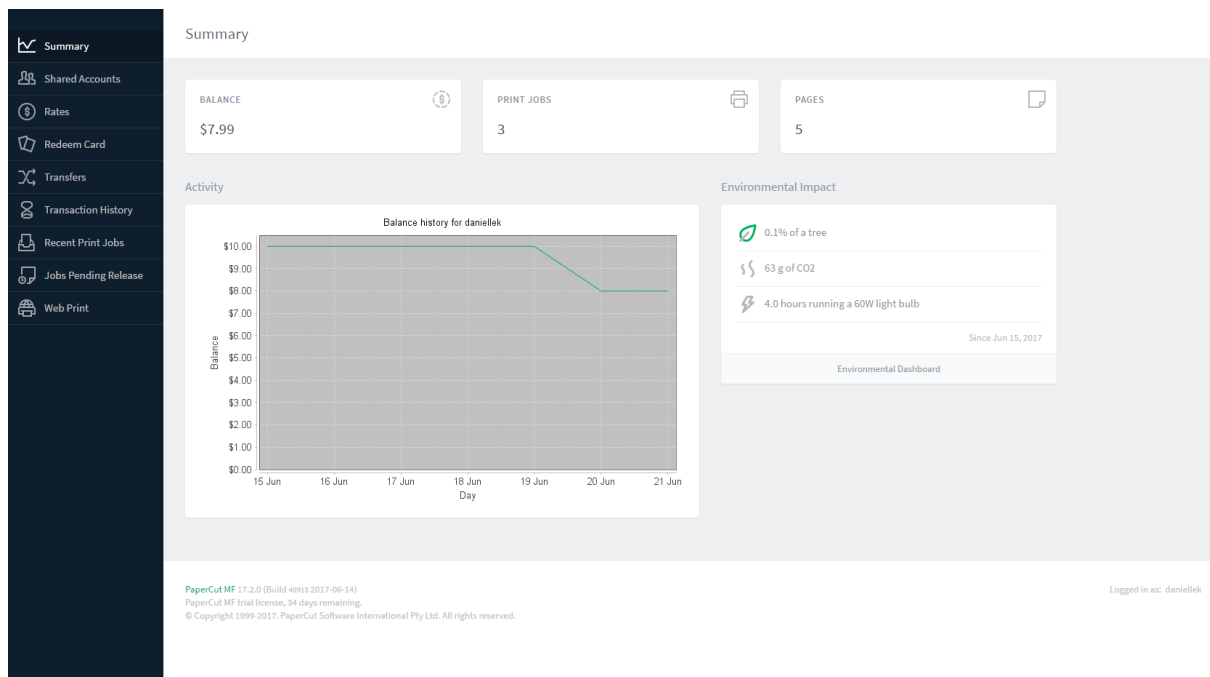 Summary
Shared Accounts
Rates
Redeem Card
Transfers
Transaction History
Recent Print Jobs
Jobs Pending Release
Web Print
Summary
BALANCE
$7.99
PRINT JOBS
3
PAGES
5
Activity
Balance history for daniellek
$10.00
$9.00
$8.00
$7.00
$6.00
$5.00
$4.00
$3.00
$2.00
$1.00
$0.00
Balance
15 Jun 16 Jun 17 Jun 18 Jun 19 Jun 20 Jun 21 Jun
Day
Environmental Impact
0.1% of a tree
63 g of CO2
4.0 hours running a 60W light bulb
Since Jun 15, 2017
Environmental Dashboard
PaperCut MF 17.2.0 (Build 40913 2017-06-14)
PaperCut MF trial license, 34 days remaining.
© Copyright 1999-2017. PaperCut Software International Pty Ltd. All rights reserved.
Logged in as: daniellek